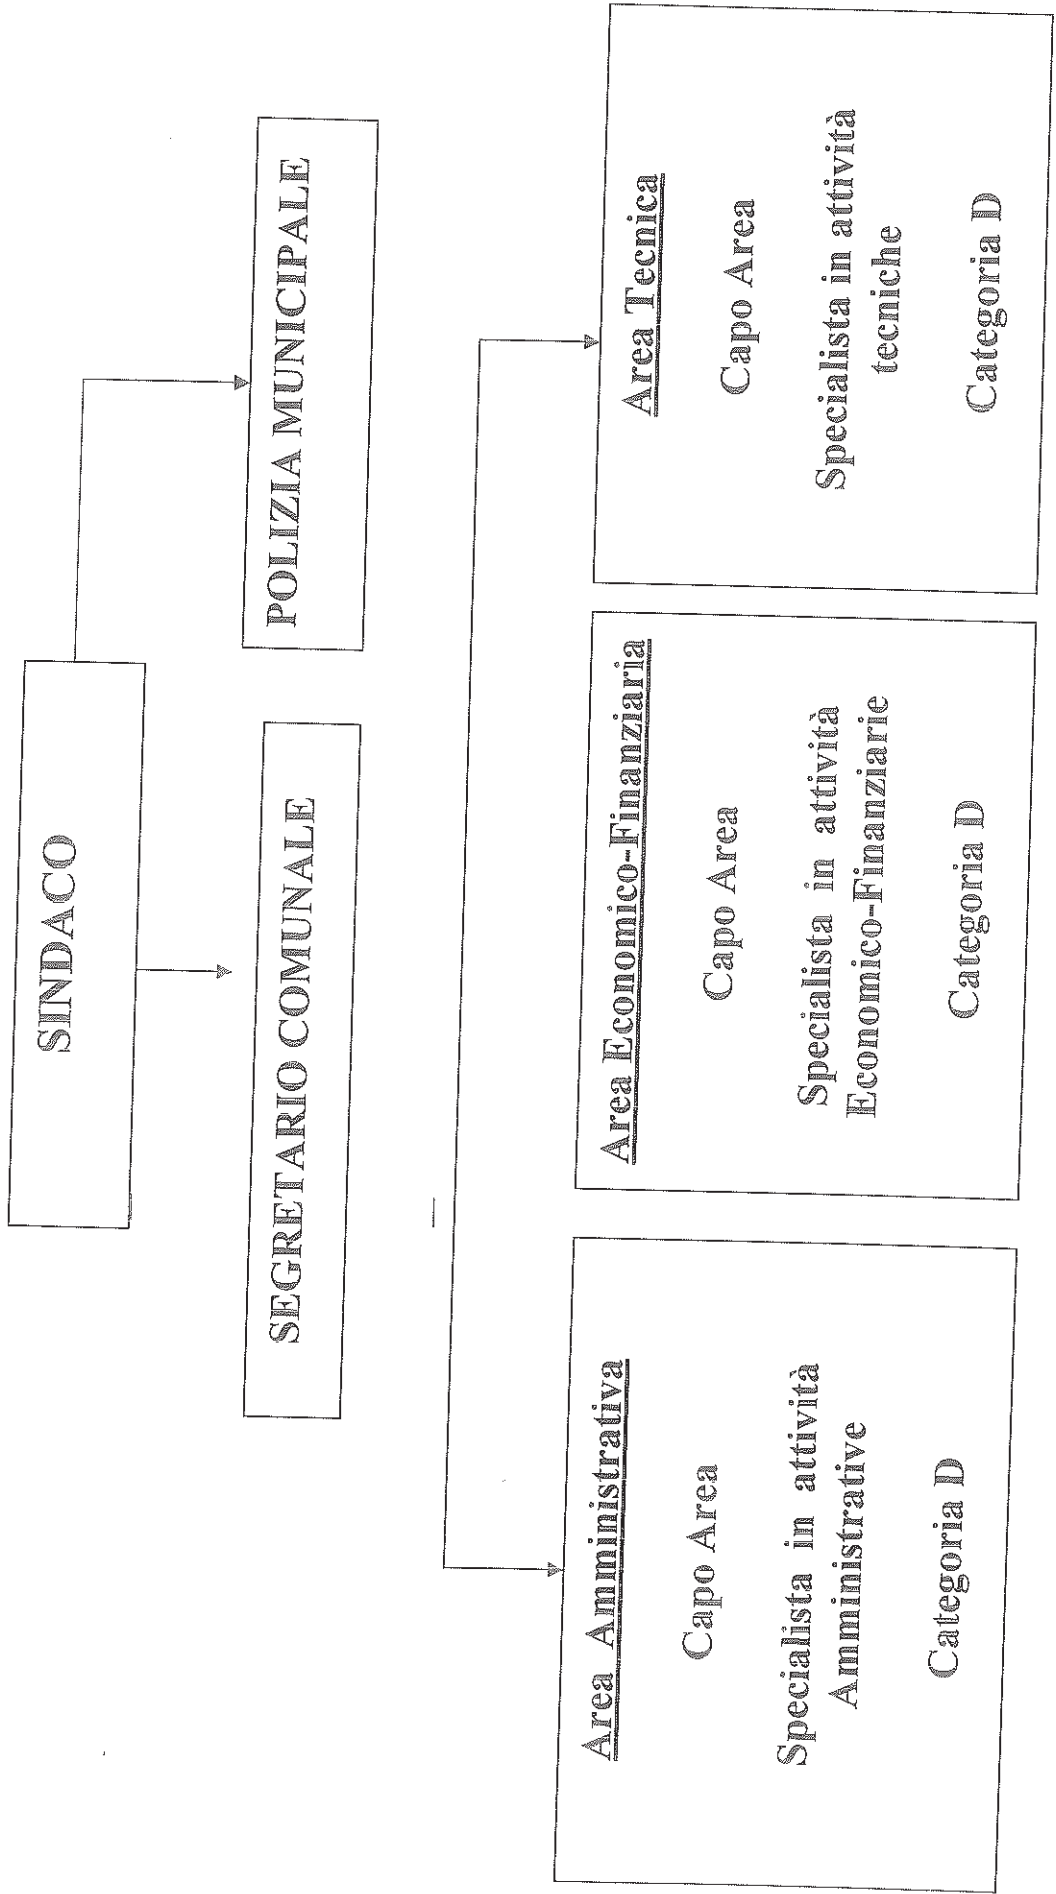 SINDACO
SEGRETARIO COMUNALE
POLIZIA MUNICIPALE
Area Amministrativa
Capo Area
Specialista in attività
Amministrative
Categoria D
Area Economico-Finanziaria
Capo Area
Specialista in attività
Economico-Finanziarie
Categoria D
Area Tecnica
Capo Area
Specialista in attività
tecniche
Categoria D